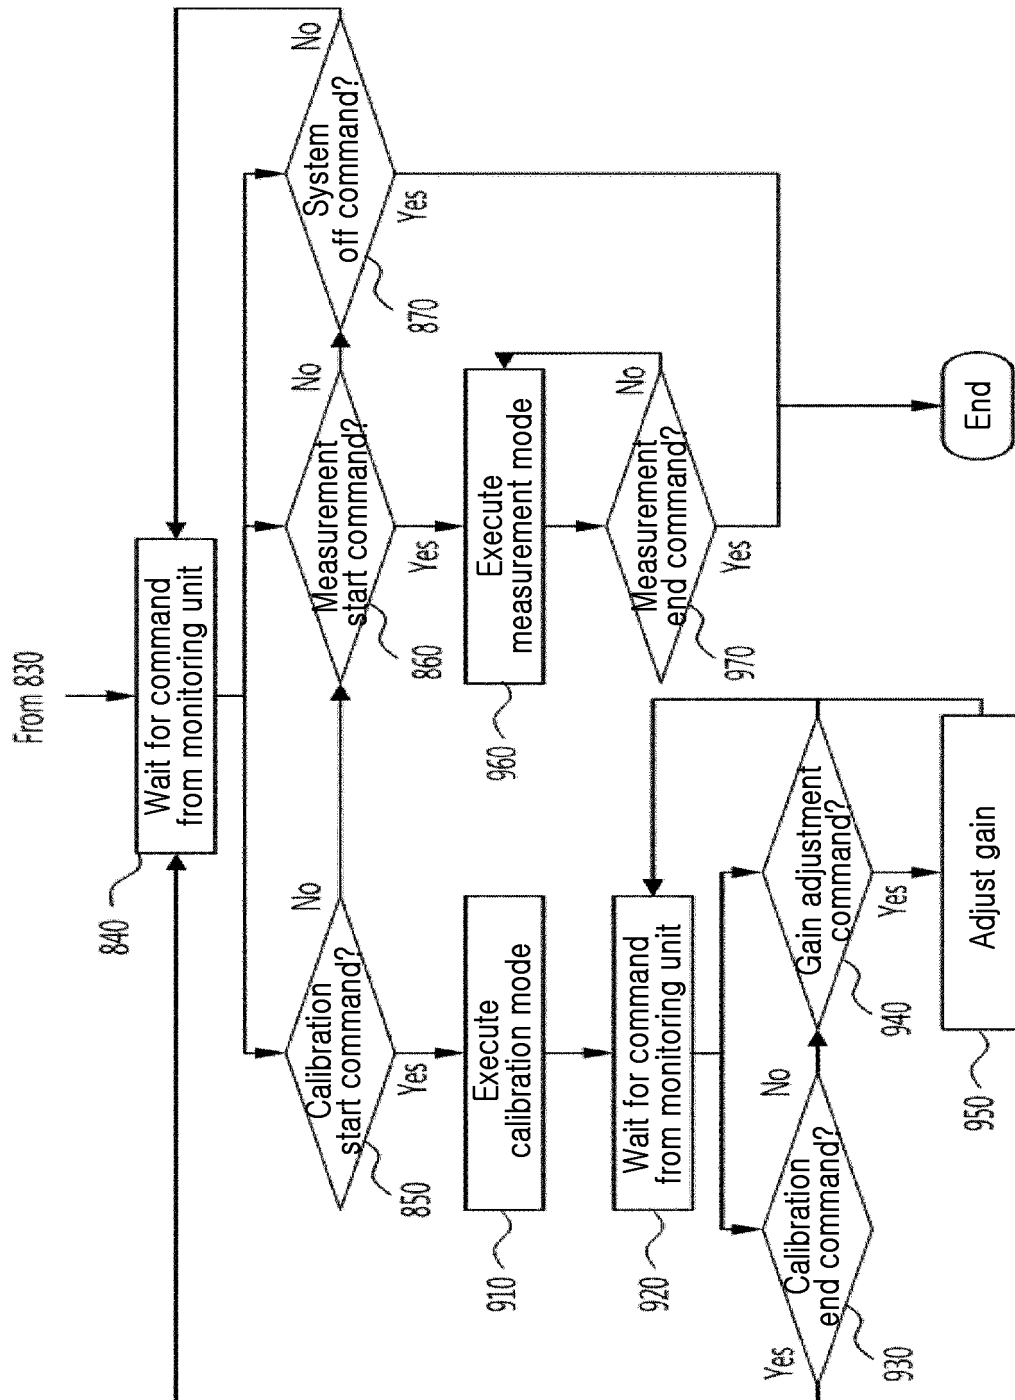 From 830
840
Wait for command
from monitoring unit
850
Calibration
start command?
No
Yes
860
Measurement
start command?
No
Yes
870
System
off command?
No
Yes
910
Execute
calibration mode
960
Execute
measurement mode
920
Wait for command
from monitoring unit
970
Measurement
end command?
No
Yes
930
Calibration
end command?
Yes
No
940
Gain adjustment
command?
Yes
950
Adjust gain
End